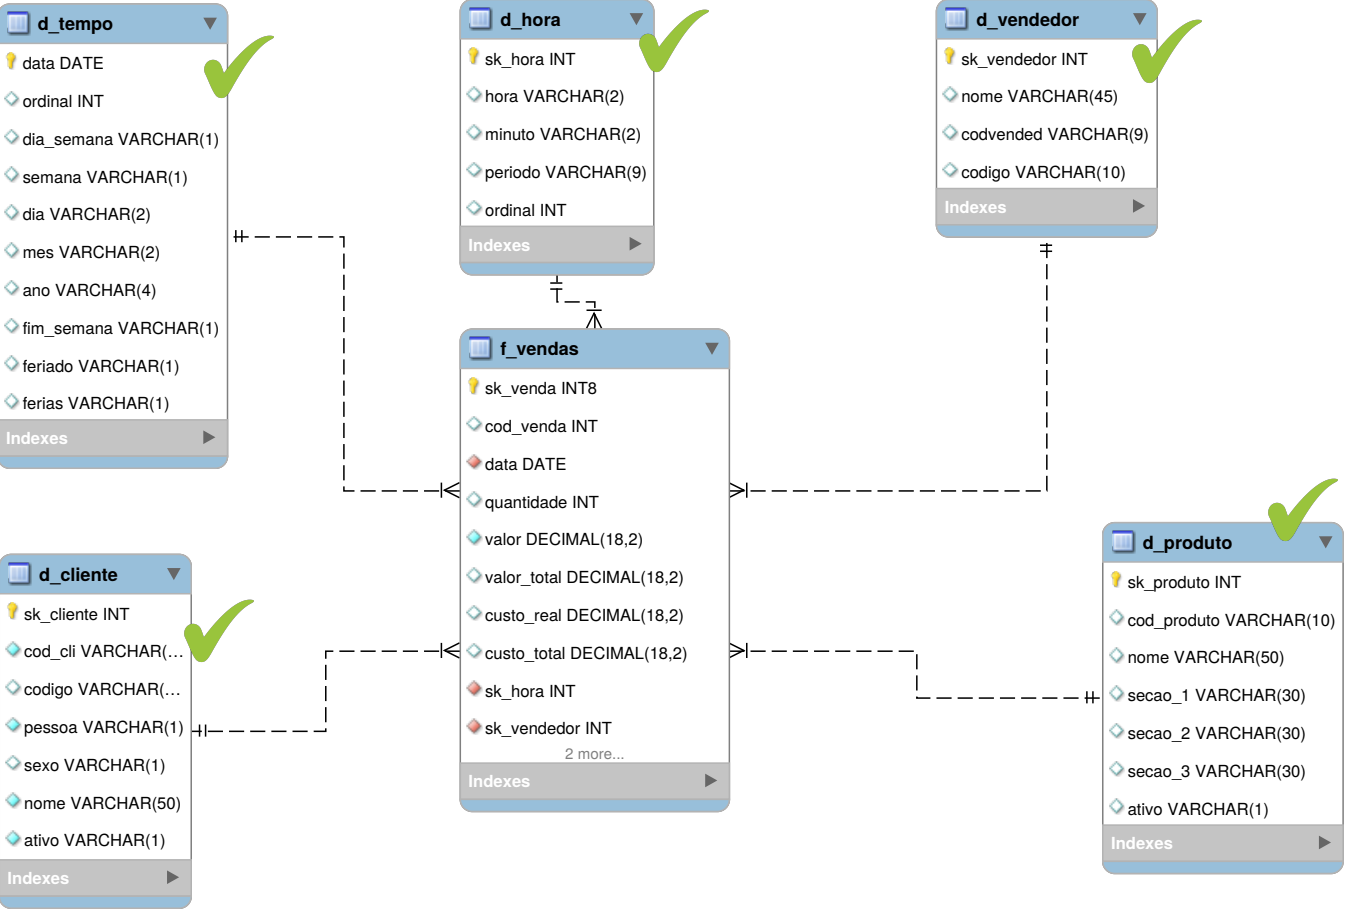 d_tempo
data DATE
ordinal INT
dia_semana VARCHAR(1)
semana VARCHAR(1)
dia VARCHAR(2)
mes VARCHAR(2)
ano VARCHAR(4)
fim_semana VARCHAR(1)
feriado VARCHAR(1)
ferias VARCHAR(1)
Indexes
d_hora
sk_hora INT
hora VARCHAR(2)
minuto VARCHAR(2)
periodo VARCHAR(9)
ordinal INT
Indexes
d_vendedor
sk_vendedor INT
nome VARCHAR(45)
codvended VARCHAR(9)
codigo VARCHAR(10)
Indexes
f_vendas
sk_venda INT8
cod_venda INT
data DATE
quantidade INT
valor DECIMAL(18,2)
valor_total DECIMAL(18,2)
custo_real DECIMAL(18,2)
custo_total DECIMAL(18,2)
sk_hora INT
sk_vendedor INT
2 more...
Indexes
d_cliente
sk_cliente INT
cod_cli VARCHAR(...
codigo VARCHAR(...
pessoa VARCHAR(1)
sexo VARCHAR(1)
nome VARCHAR(50)
ativo VARCHAR(1)
Indexes
d_produto
sk_produto INT
cod_produto VARCHAR(10)
nome VARCHAR(50)
secao_1 VARCHAR(30)
secao_2 VARCHAR(30)
secao_3 VARCHAR(30)
ativo VARCHAR(1)
Indexes